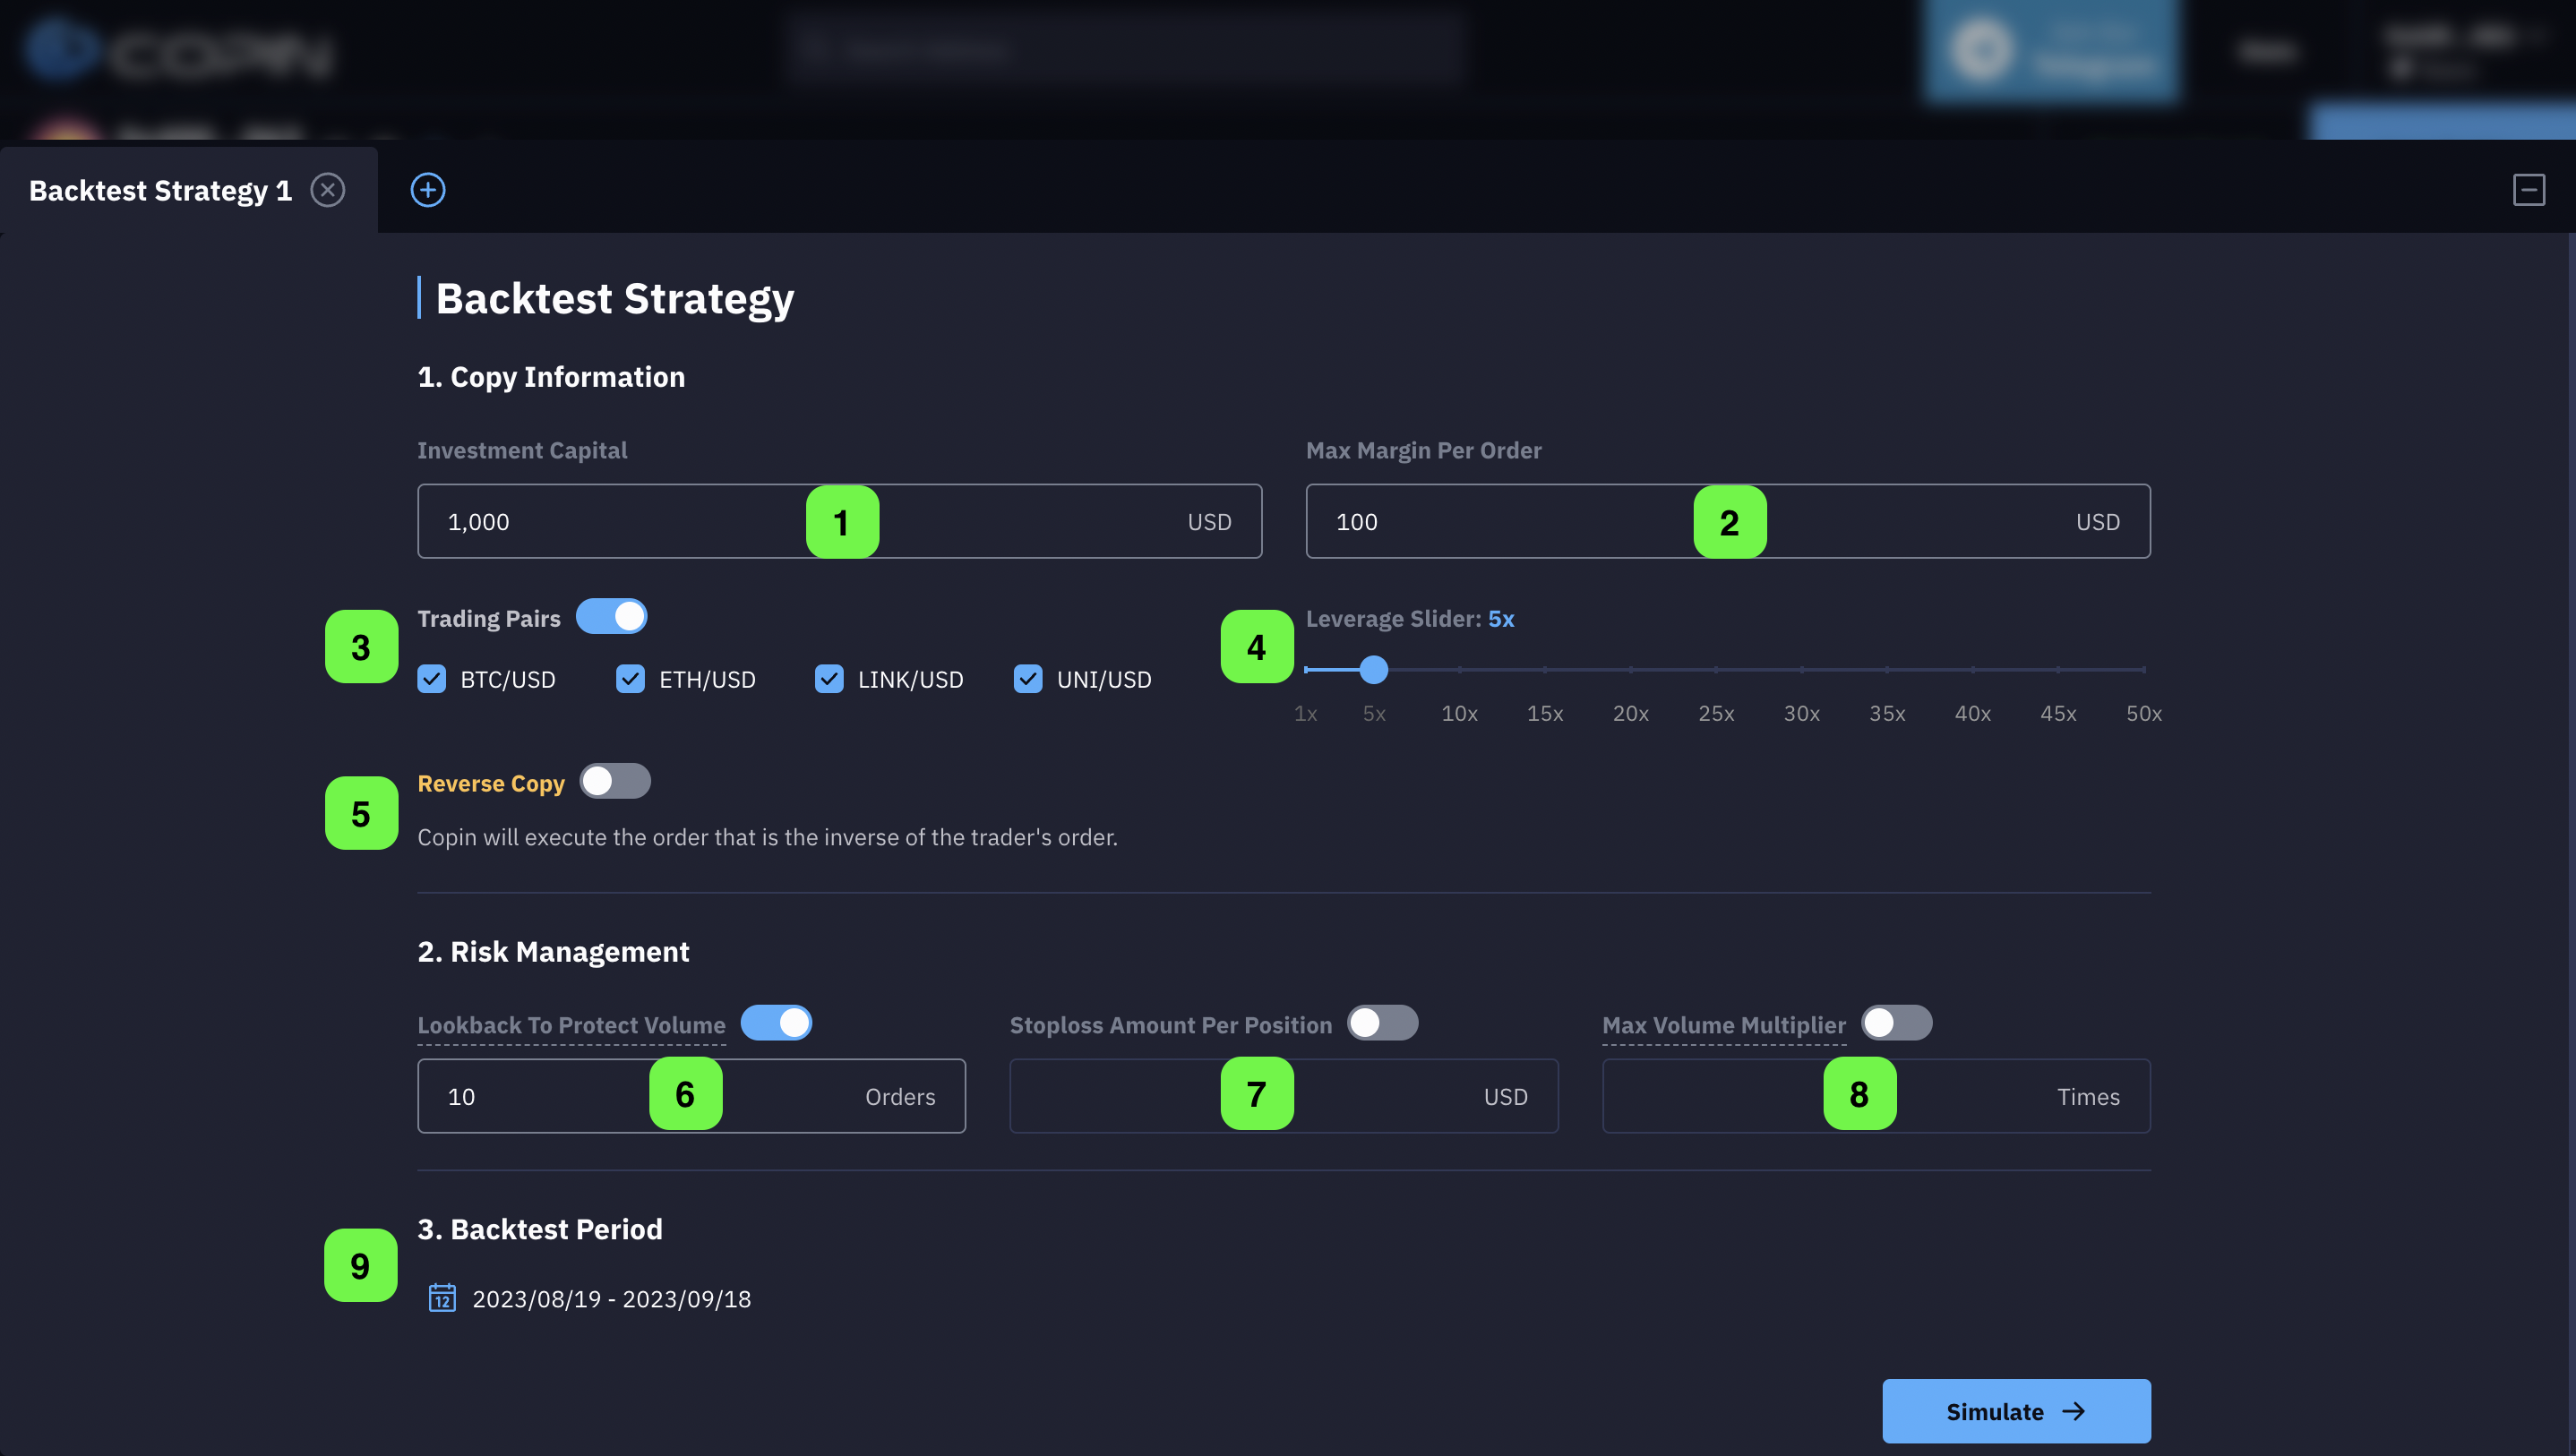 COPIN
Backtest Strategy 1
Backtest Strategy
1. Copy Information
Investment Capital
Max Margin Per Order
1,000 1 USD
100 2 USD
3 Trading Pairs
BTC/USD ETH/USD LINK/USD UNI/USD
4 Leverage Slider: 5x
1x 5x 10x 15x 20x 25x 30x 35x 40x 45x 50x
5 Reverse Copy
Copin will execute the order that is the inverse of the trader's order.
2. Risk Management
Lookback To Protect Volume
Stoploss Amount Per Position
Max Volume Multiplier
10 6 Orders
7 USD
8 Times
9 3. Backtest Period
12 2023/08/19 - 2023/09/18
Simulate